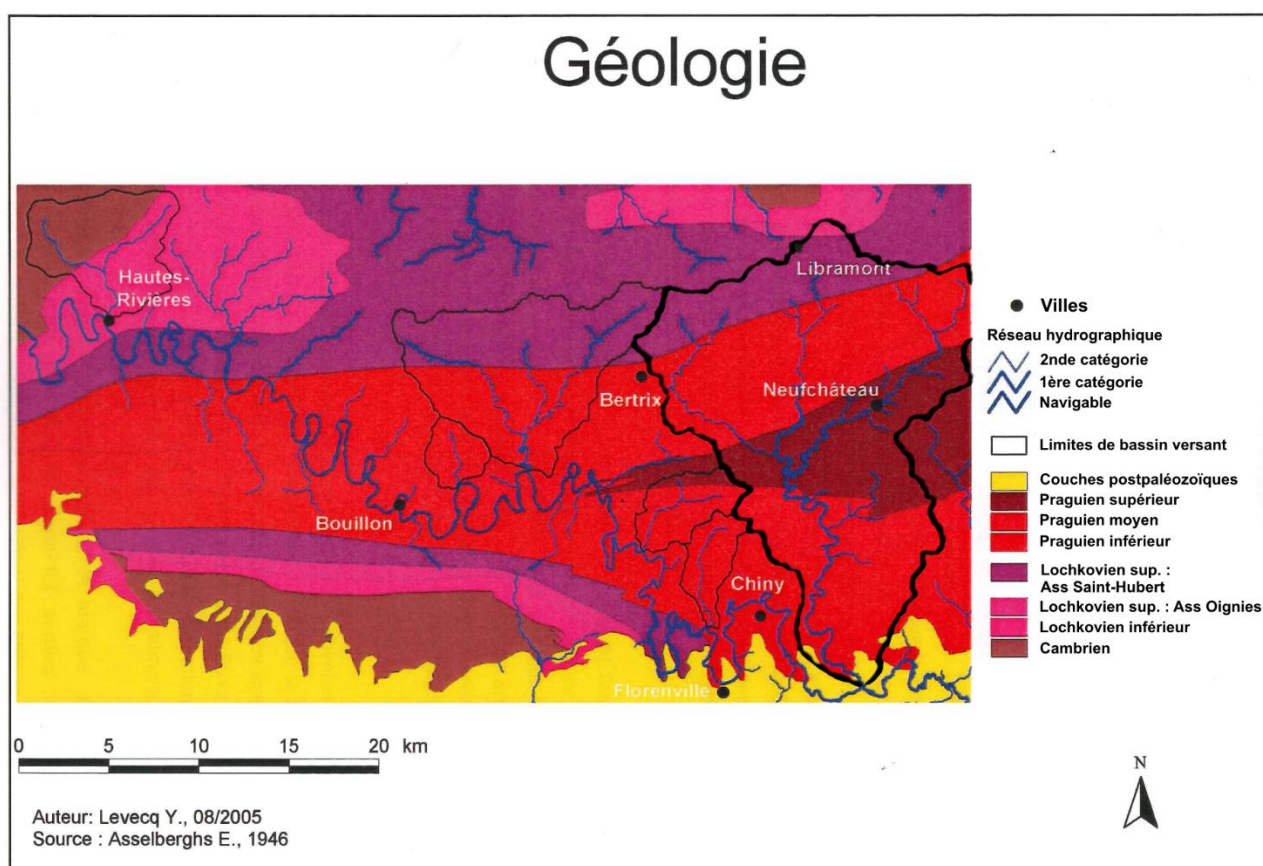 Géologie
Hautes-
Rivières
Libramont
Bertrix
Neufchâteau
Bouillon
Chiny
Florenville
Villes
Réseau hydrographique
2nde catégorie
1ère catégorie
Navigable
Limites de bassin versant
Couches postpaléozoïques
Praguien supérieur
Praguien moyen
Praguien inférieur
Lochkovien sup. :
Ass Saint-Hubert
Lochkovien sup. : Ass Oignies
Lochkovien inférieur
Cambrien
0 5 10 15 20 km
N
Auteur: Levecq Y., 08/2005
Source : Asselberghs E., 1946